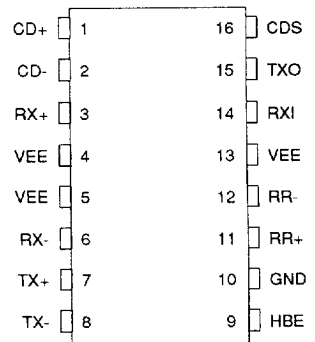 CD+ 1 16 CDS
CD- 2 15 TXO
RX+ 3 14 RXI
VEE 4 13 VEE
VEE 5 12 RR-
RX- 6 11 RR+
TX+ 7 10 GND
TX- 8 9 HBE